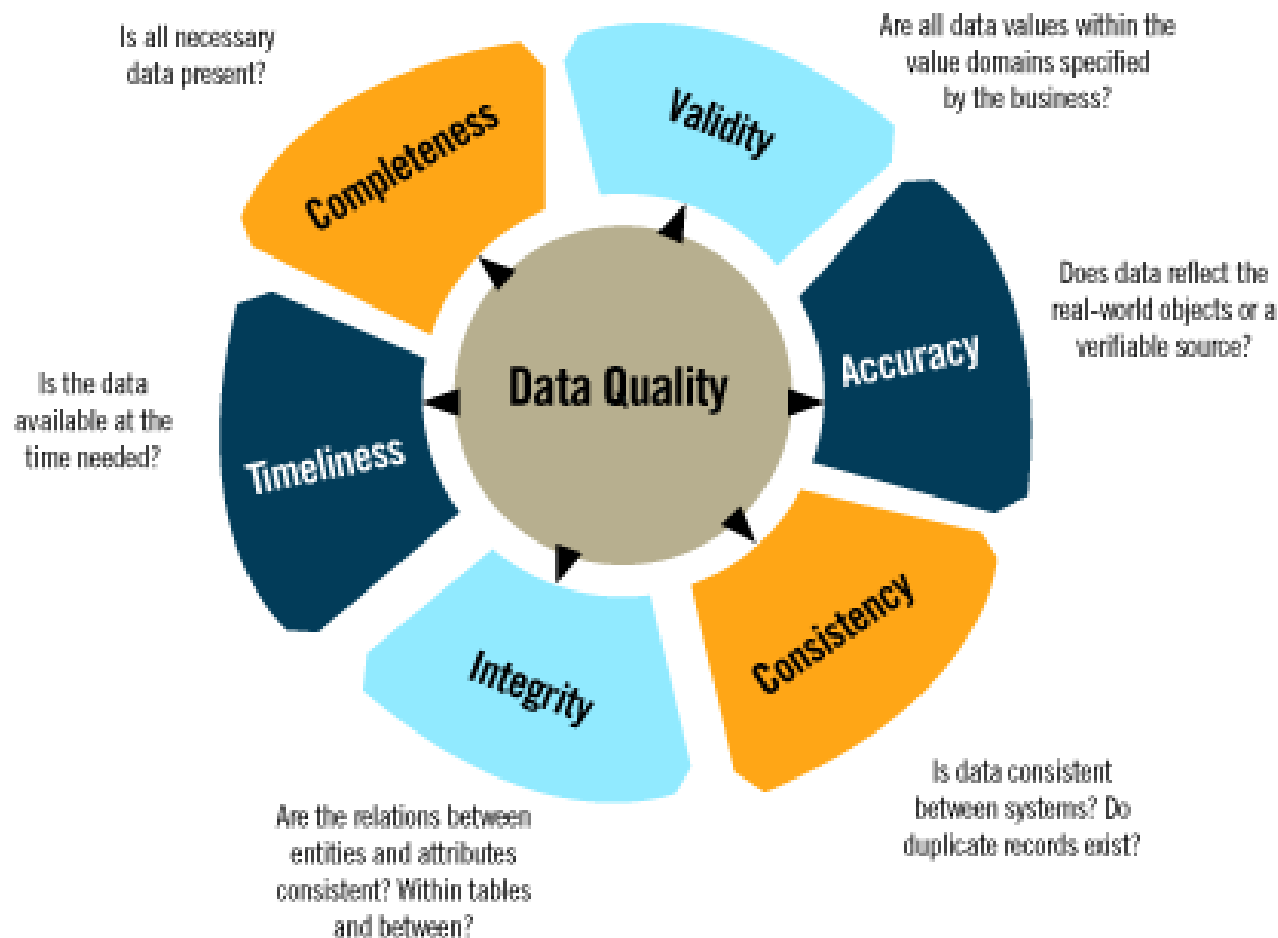 Is all necessary
data present?
Completeness
Validity
Are all data values within the
value domains specified
by the business?
Accuracy
Does data reflect the
real-world objects or a
verifiable source?
Data Quality
Is the data
available at the
time needed?
Timeliness
Consistency
Is data consistent
between systems? Do
duplicate records exist?
Integrity
Are the relations between
entities and attributes
consistent? Within tables
and between?